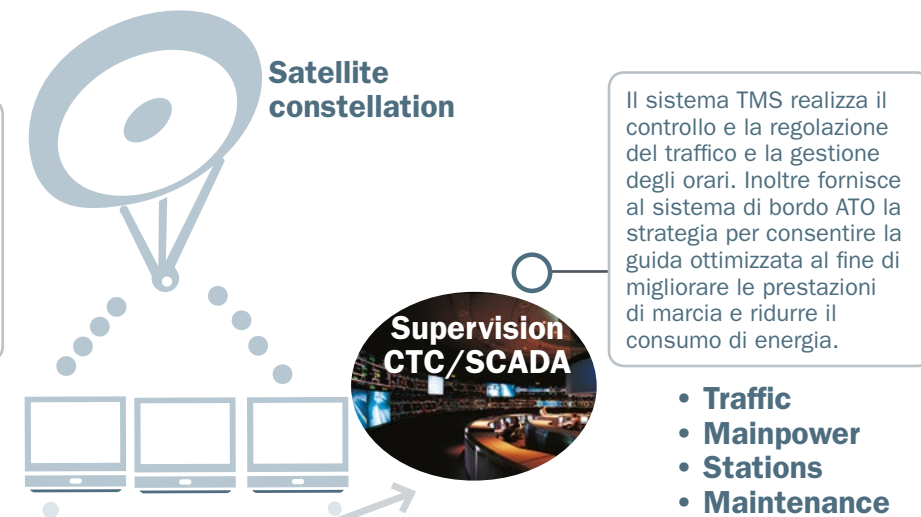 Satellite
constellation
Il sistema TMS realizza il
controllo e la regolazione
del traffico e la gestione
degli orari. Inoltre fornisce
al sistema di bordo ATO la
strategia per consentire la
guida ottimizzata al fine di
migliorare le prestazioni
di marcia e ridurre il
consumo di energia.
Supervision
CTC/SCADA
• Traffic
• Mainpower
• Stations
• Maintenance